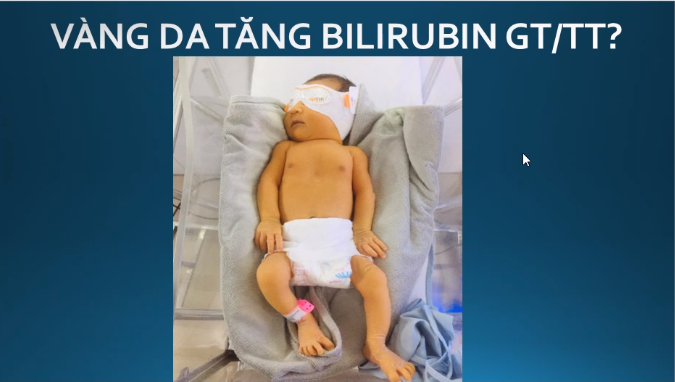 VÀNG DA TĂNG BILIRUBIN GT/TT?